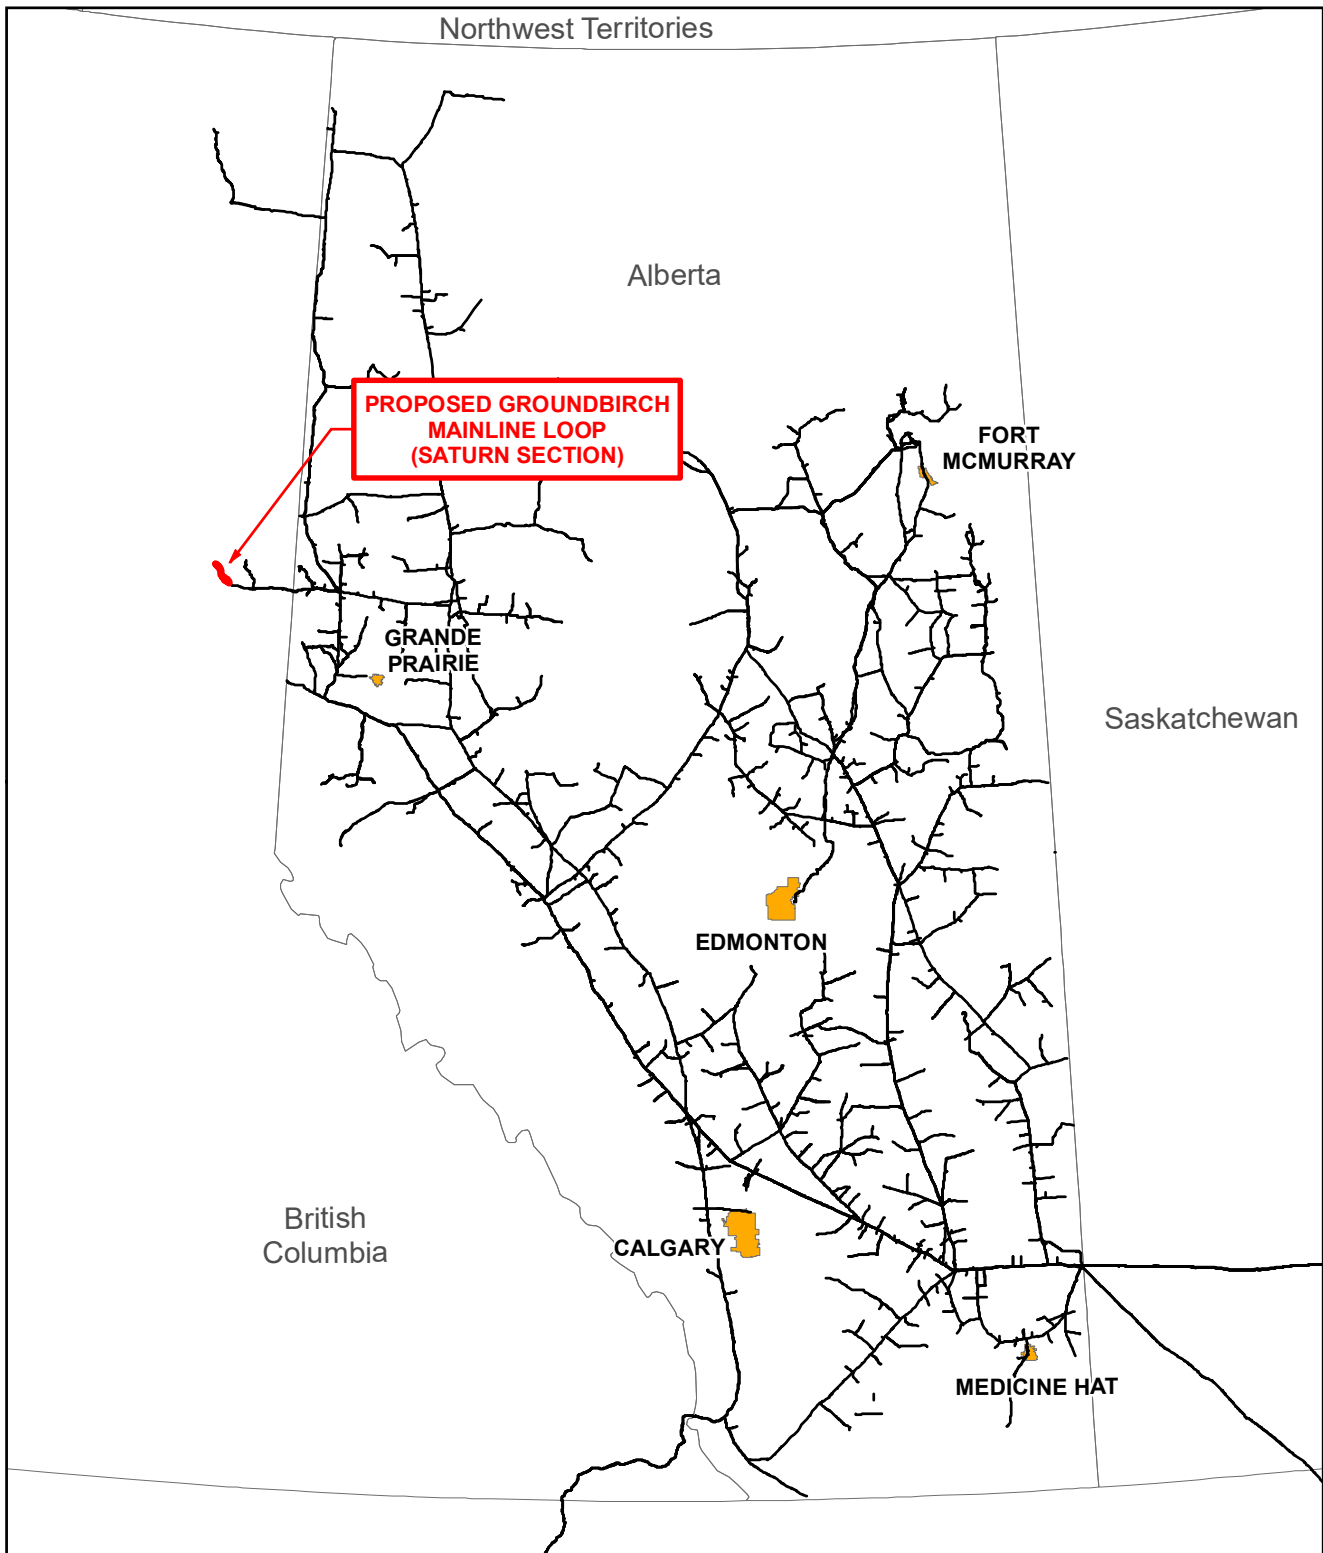 Northwest Territories
Alberta
PROPOSED GROUNDBIRCH
MAINLINE LOOP
(SATURN SECTION)
FORT
MCMURRAY
GRANDE
PRAIRIE
Saskatchewan
EDMONTON
British
Columbia
CALGARY
MEDICINE HAT